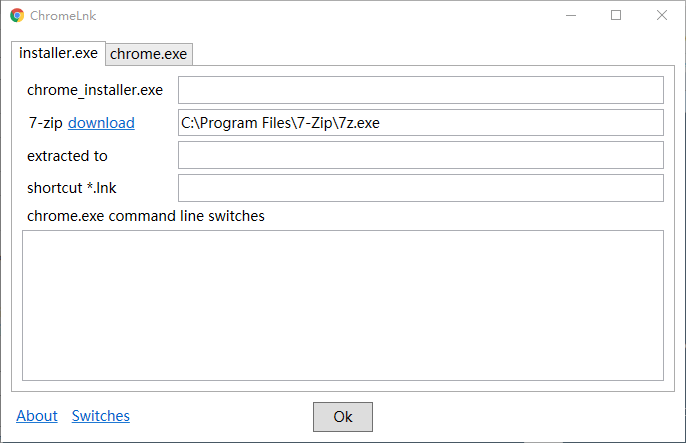 ChromeLnk
installer.exe chrome.exe
chrome_installer.exe
7-zip download C:\Program Files\7-Zip\7z.exe
extracted to
shortcut *.lnk
chrome.exe command line switches
About Switches Ok